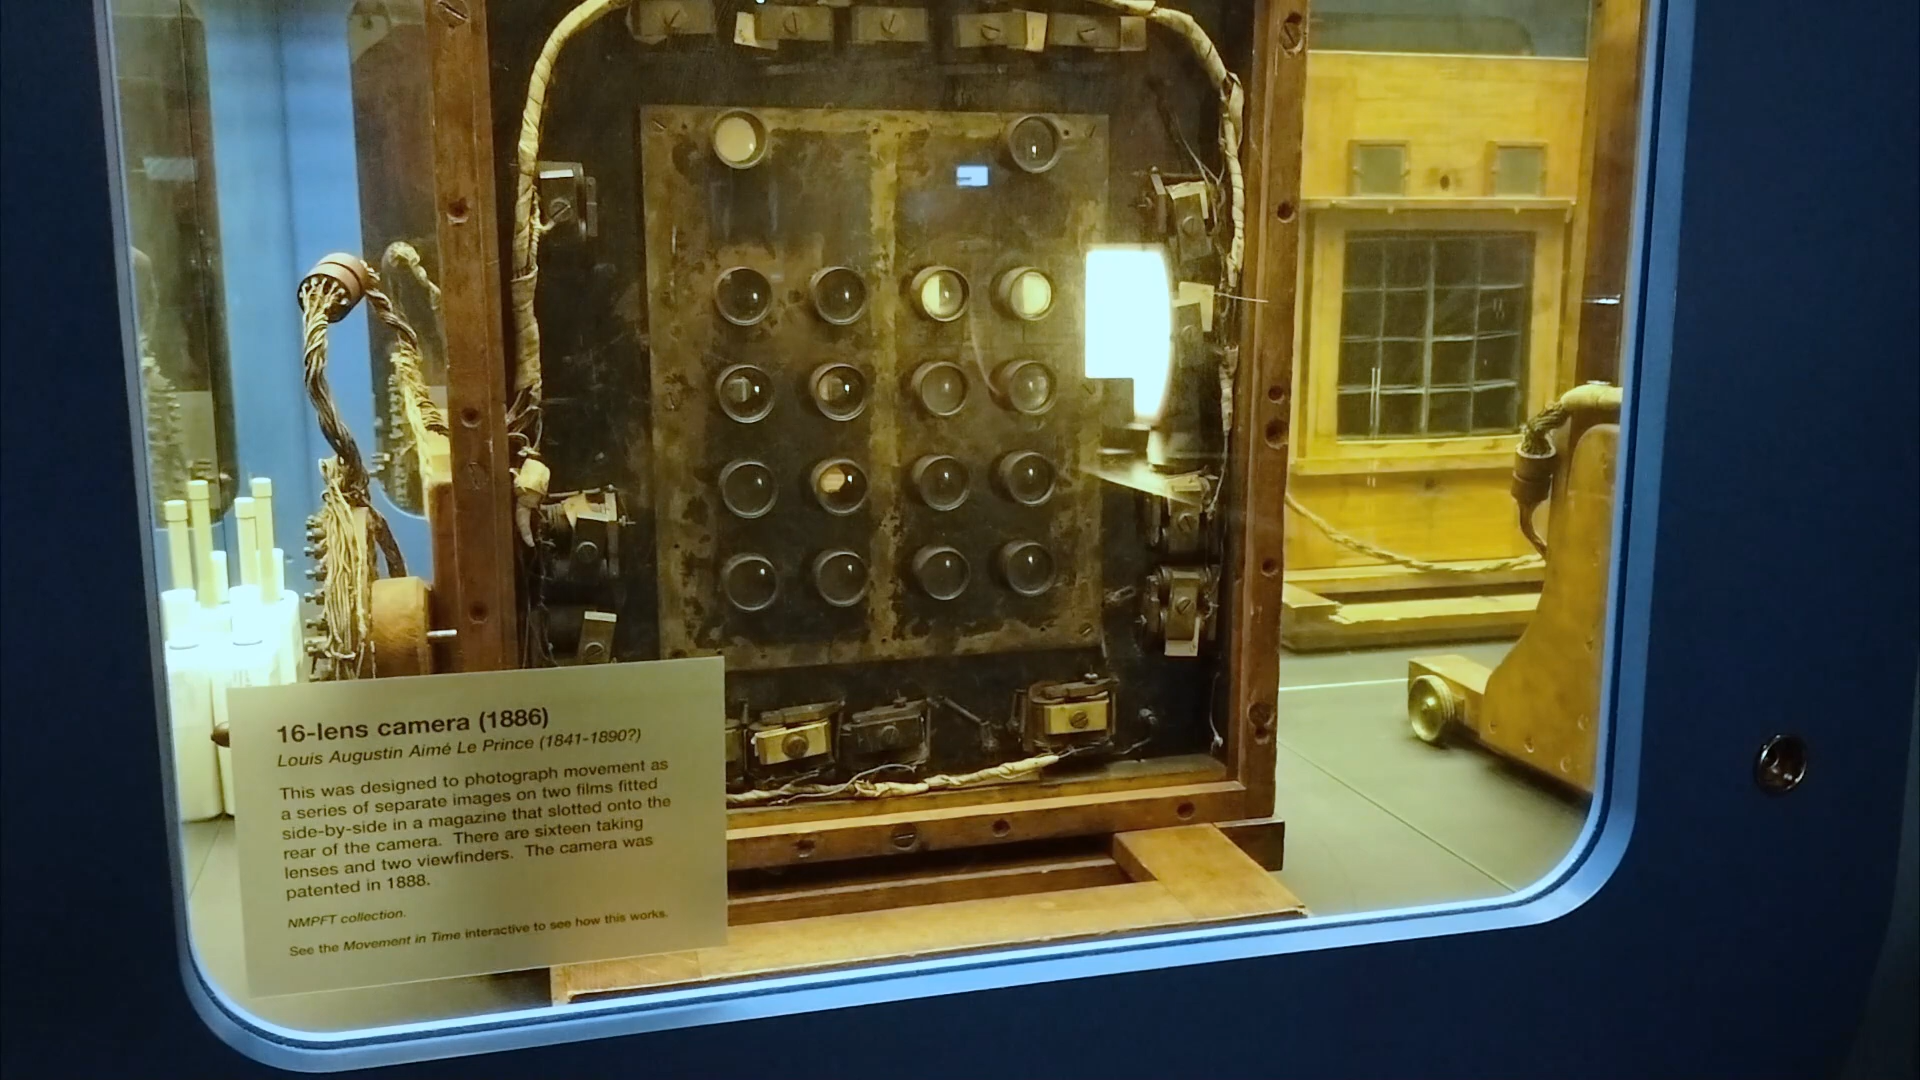 16-lens camera (1886)
Louis Augustin Aimé Le Prince (1841-1890?)
This was designed to photograph movement as
a series of separate images on two films fitted
side-by-side in a magazine that slotted onto the
rear of the camera. There are sixteen taking
lenses and two viewfinders. The camera was
patented in 1888.
NMPFT collection.
See the Movement in Time interactive to see how this works.